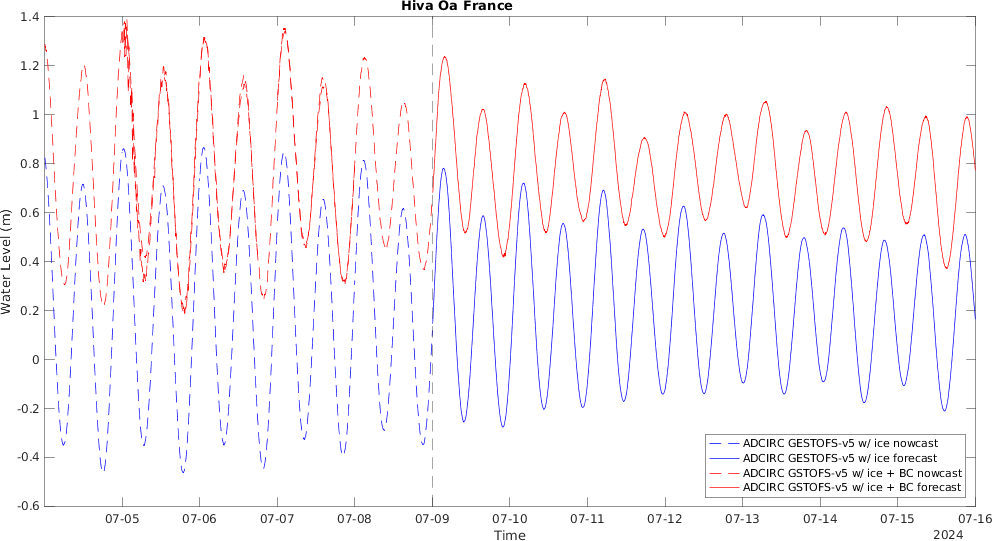 Hiva Oa France
1.4
1.2
1
0.8
0.6
0.4
0.2
0
-0.2
-0.4
-0.6
Water Level (m)
ADCIRC GESTOFS-v5 w/ ice nowcast
ADCIRC GESTOFS-v5 w/ ice forecast
ADCIRC GSTOFS-v5 w/ ice + BC nowcast
ADCIRC GSTOFS-v5 w/ ice + BC forecast
07-05 07-06 07-07 07-08 07-09 07-10 07-11 07-12 07-13 07-14 07-15 07-16
Time
2024